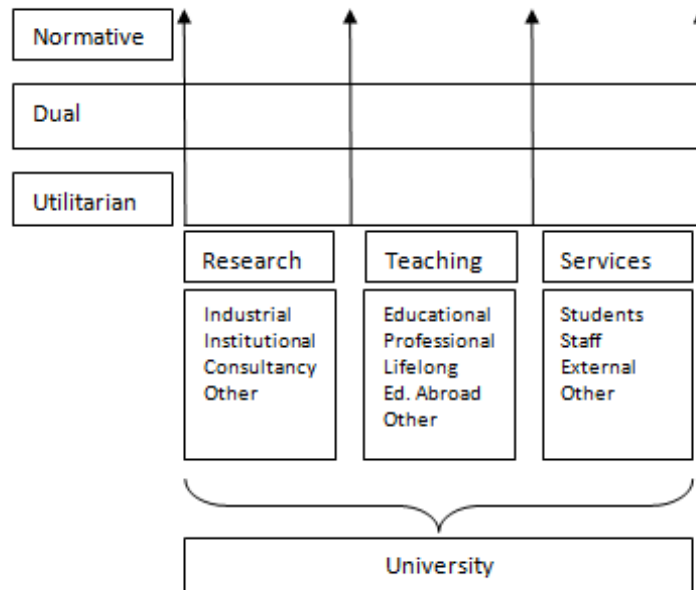 Normative
Dual
Utilitarian
Research
Teaching
Services
Industrial
Institutional
Consultancy
Other
Educational
Professional
Lifelong
Ed. Abroad
Other
Students
Staff
External
Other
University